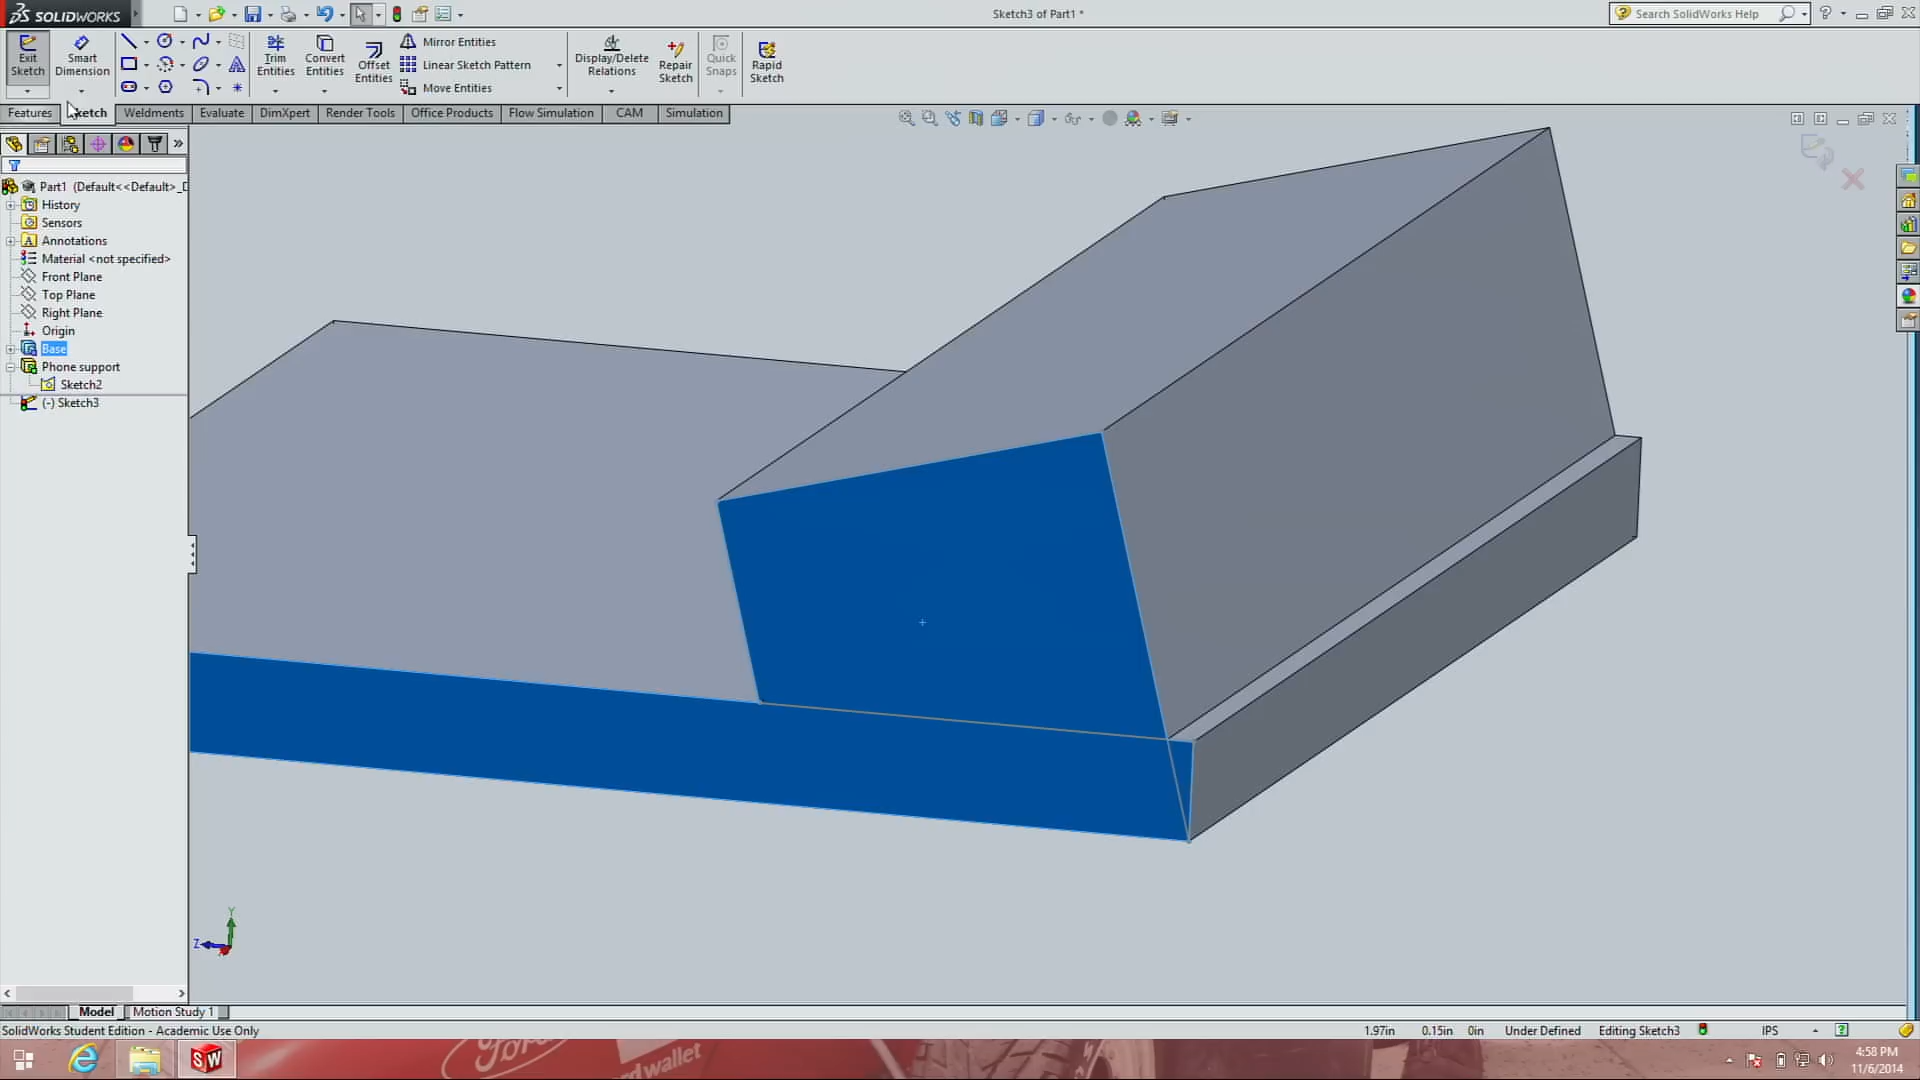 SOLIDWORKS
Sketch3 of Part1 *
Search SolidWorks Help
Exit Sketch
Smart Dimension
Trim Entities
Convert Entities
Offset Entities
Mirror Entities
Linear Sketch Pattern
Move Entities
Display/Delete Relations
Repair Sketch
Quick Snaps
Rapid Sketch
Features
Sketch
Weldments
Evaluate
DimXpert
Render Tools
Office Products
Flow Simulation
CAM
Simulation
Part1 (Default<<Default>_D
History
Sensors
Annotations
Material <not specified>
Front Plane
Top Plane
Right Plane
Origin
Base
Phone support
Sketch2
(-) Sketch3
Y
Z
Model
Motion Study 1
SolidWorks Student Edition - Academic Use Only
1.97in
0.15in
0in
Under Defined
Editing Sketch3
IPS
SW
Ford
dwallet
4:58 PM
11/6/2014